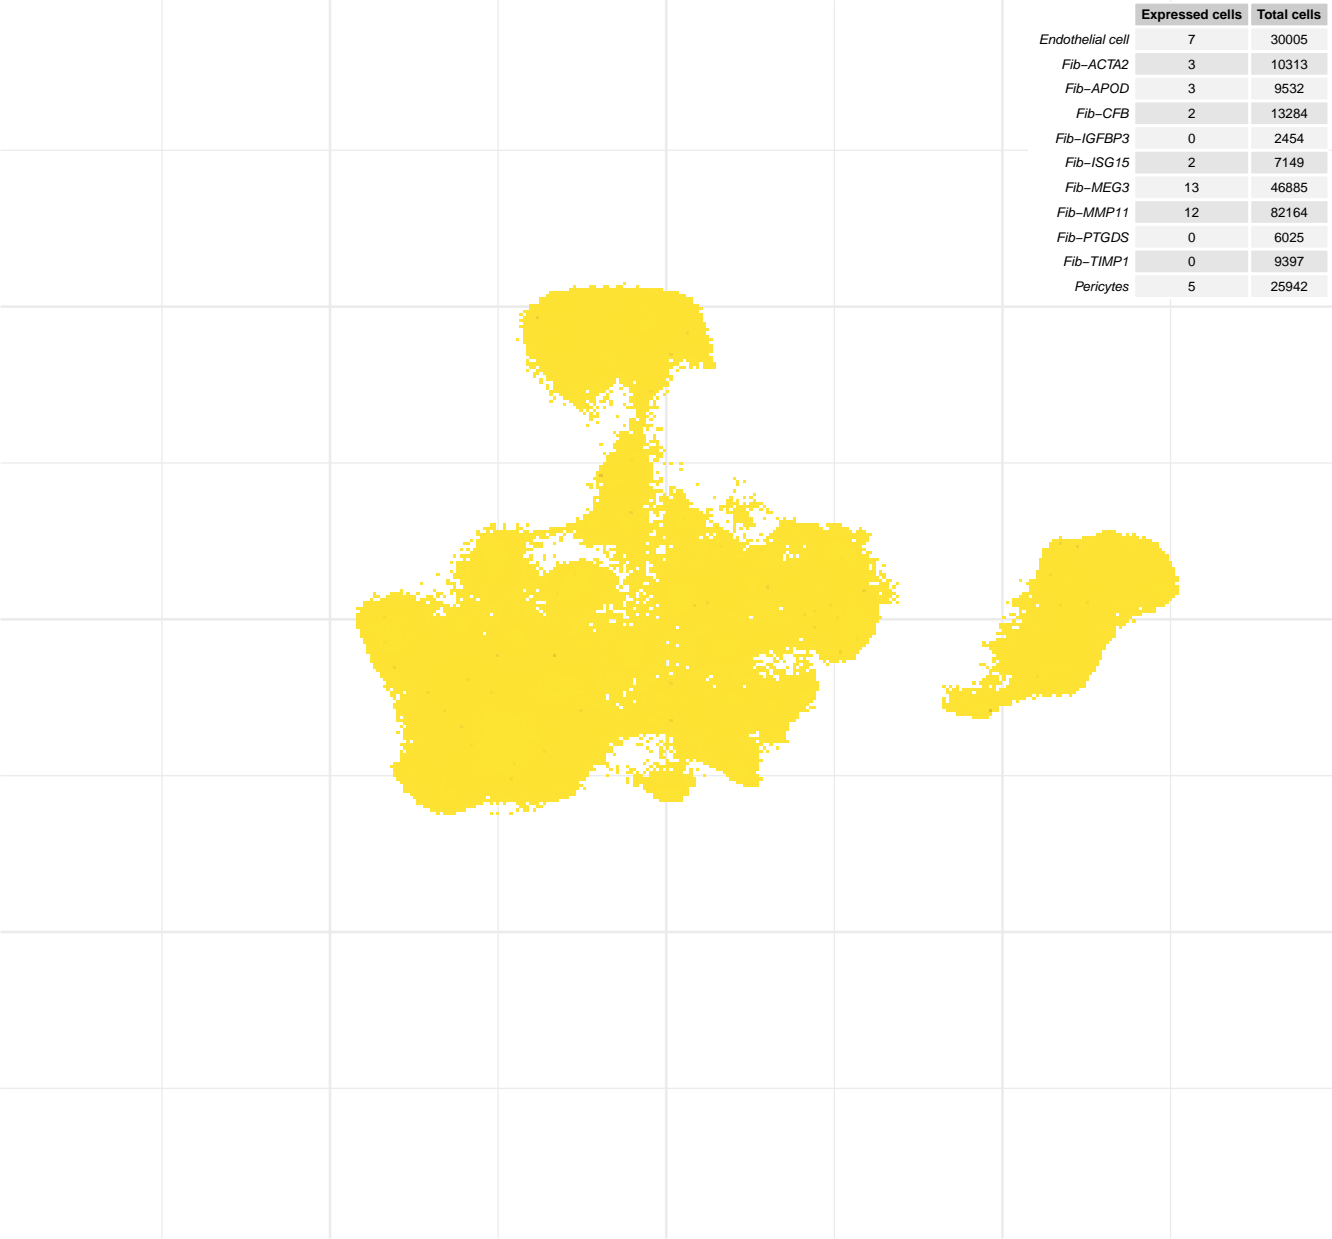 Expressed cells Total cells
Endothelial cell 7 30005
Fib−ACTA2 3 10313
Fib−APOD 3 9532
Fib−CFB 2 13284
Fib−IGFBP3 0 2454
Fib−ISG15 2 7149
Fib−MEG3 13 46885
Fib−MMP11 12 82164
Fib−PTGDS 0 6025
Fib−TIMP1 0 9397
Pericytes 5 25942